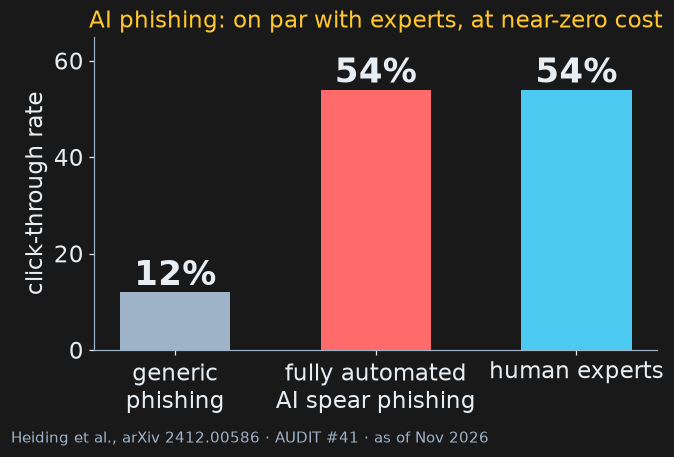 AI phishing: on par with experts, at near-zero cost
click-through rate
60
40
20
0
12%
54%
54%
generic
phishing
fully automated
AI spear phishing
human experts
Heiding et al., arXiv 2412.00586 · AUDIT #41 · as of Nov 2026